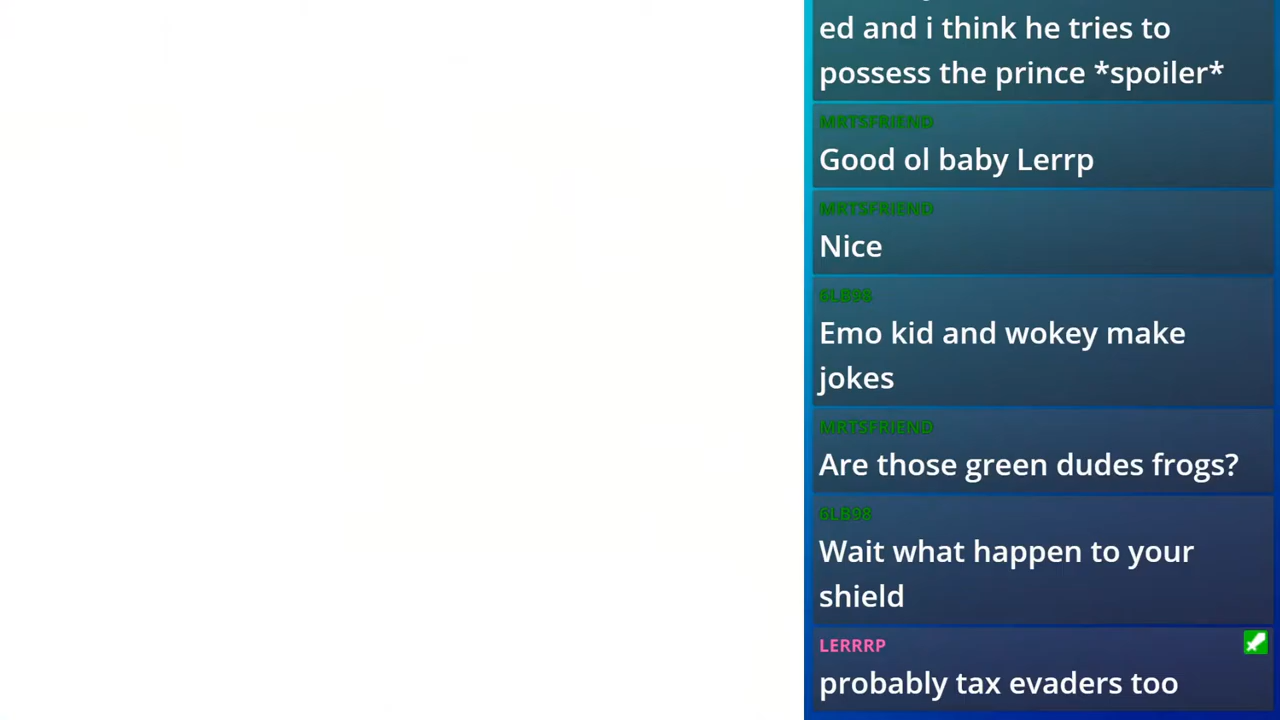 ed and i think he tries to
possess the prince *spoiler*
MRTSFRIEND
Good ol baby Lerrp
MRTSFRIEND
Nice
6LB98
Emo kid and wokey make
jokes
MRTSFRIEND
Are those green dudes frogs?
6LB98
Wait what happen to your
shield
LERRRP
probably tax evaders too